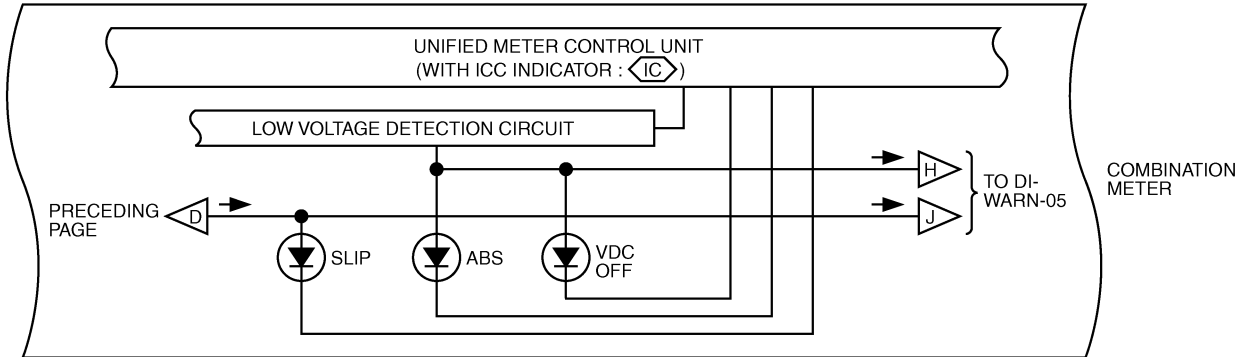 UNIFIED METER CONTROL UNIT
(WITH ICC INDICATOR : IC )
LOW VOLTAGE DETECTION CIRCUIT
H
TO DI-
WARN-05
COMBINATION
METER
PRECEDING
PAGE
D
J
SLIP
ABS
VDC
OFF